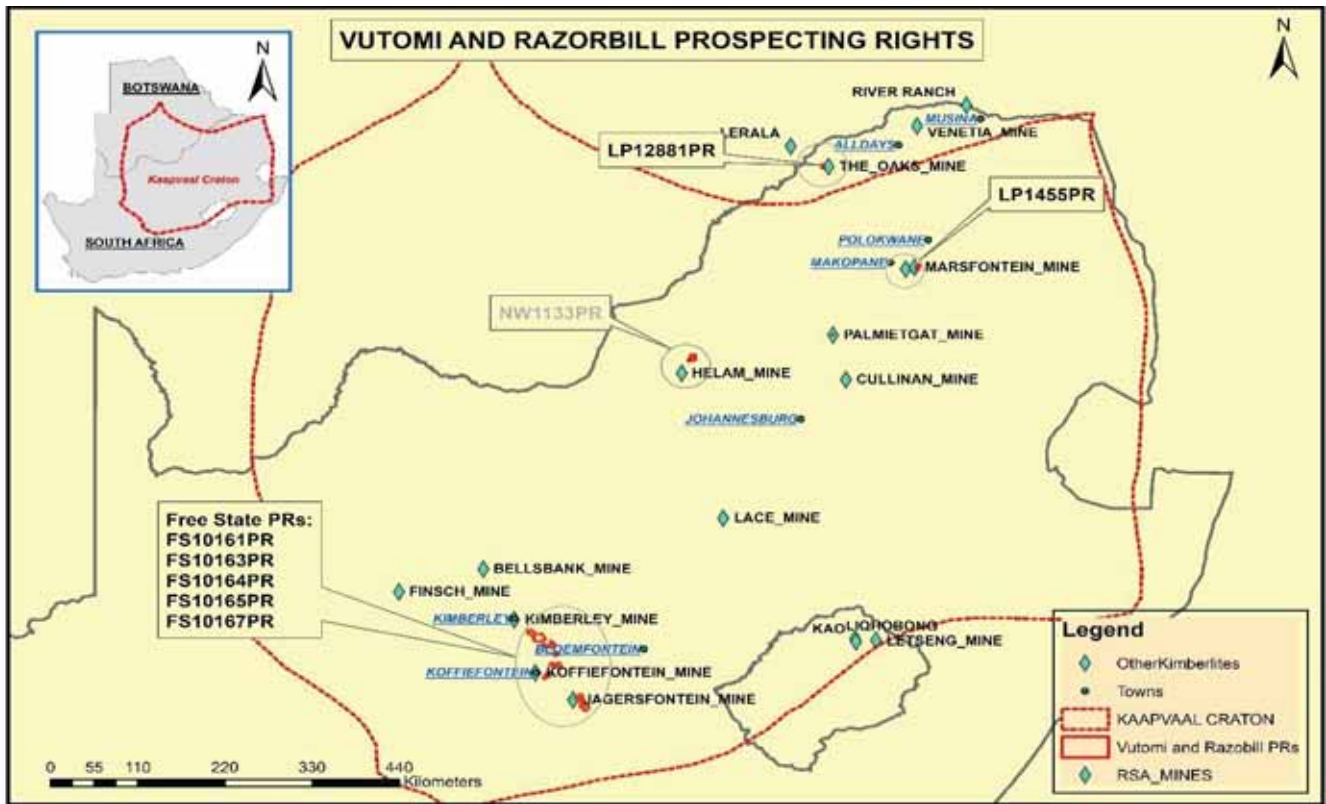 VUTOMI AND RAZORBILL PROSPECTING RIGHTS
N
N
BOTSWANA
Kaapvaal Craton
SOUTH AFRICA
RIVER RANCH
MUSINA
VENETIA_MINE
LERALA
ALLDAYS
LP12881PR
THE_OAKS_MINE
LP1455PR
POLOKWANE
MAKOPANE
MARSFONTEIN_MINE
NW1133PR
PALMIETGAT_MINE
HELAM_MINE
CULLINAN_MINE
JOHANNESBURG
LACE_MINE
Free State PRs:
FS10161PR
FS10163PR
FS10164PR
FS10165PR
FS10167PR
BELLSBANK_MINE
FINSCH_MINE
KIMBERLEY
KIMBERLEY_MINE
BLOEMFONTEIN
KOFFIEFONTEIN
KOFFIEFONTEIN_MINE
JAGERSFONTEIN_MINE
KAO
LIQHOBONG
LETSENG_MINE
Legend
OtherKimberlites
Towns
KAAPVAAL CRATON
Vutomi and Razobill PRs
RSA_MINES
0 55 110 220 330 440
Kilometers